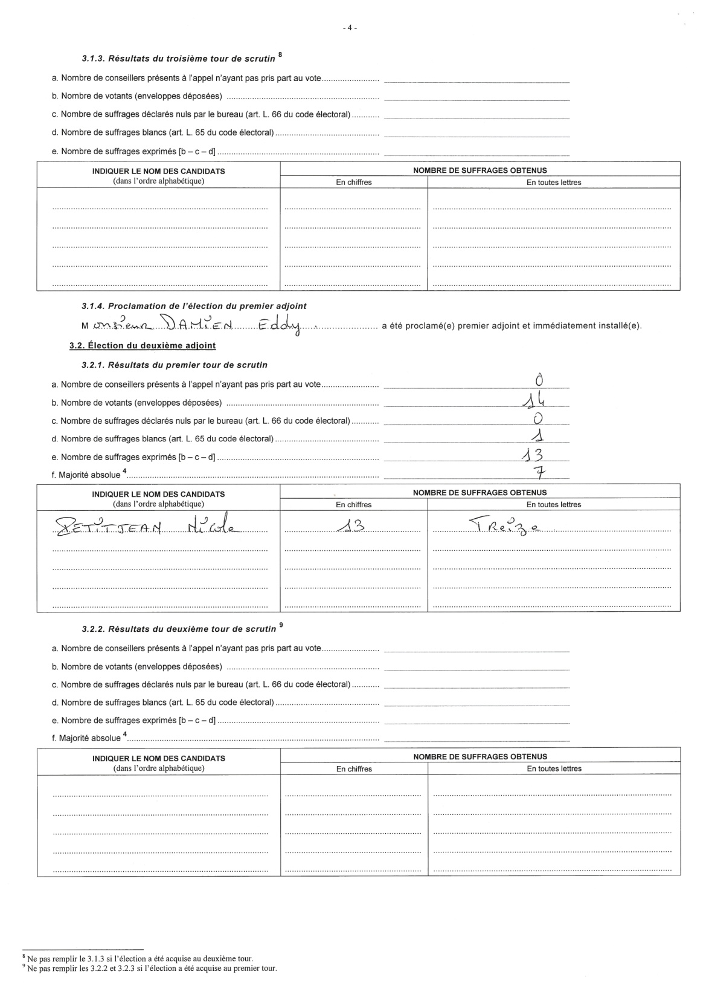 - 4 -
3.1.3. Résultats du troisième tour de scrutin 8
a. Nombre de conseillers présents à l'appel n'ayant pas pris part au vote
b. Nombre de votants (enveloppes déposées)
c. Nombre de suffrages déclarés nuls par le bureau (art. L. 66 du code électoral)
d. Nombre de suffrages blancs (art. L. 65 du code électoral)
e. Nombre de suffrages exprimés [b – c – d]
INDIQUER LE NOM DES CANDIDATS NOMBRE DE SUFFRAGES OBTENUS
(dans l'ordre alphabétique) En chiffres En toutes lettres
3.1.4. Proclamation de l'élection du premier adjoint
Monsieur DAMIEN Eddy a été proclamé(e) premier adjoint et immédiatement installé(e).
3.2. Élection du deuxième adjoint
3.2.1. Résultats du premier tour de scrutin
a. Nombre de conseillers présents à l'appel n'ayant pas pris part au vote 0
b. Nombre de votants (enveloppes déposées) 14
c. Nombre de suffrages déclarés nuls par le bureau (art. L. 66 du code électoral) 0
d. Nombre de suffrages blancs (art. L. 65 du code électoral) 1
e. Nombre de suffrages exprimés [b – c – d] 13
f. Majorité absolue 4 7
INDIQUER LE NOM DES CANDIDATS NOMBRE DE SUFFRAGES OBTENUS
(dans l'ordre alphabétique) En chiffres En toutes lettres
PETITJEAN Nicole 13 Treize
3.2.2. Résultats du deuxième tour de scrutin 9
a. Nombre de conseillers présents à l'appel n'ayant pas pris part au vote
b. Nombre de votants (enveloppes déposées)
c. Nombre de suffrages déclarés nuls par le bureau (art. L. 66 du code électoral)
d. Nombre de suffrages blancs (art. L. 65 du code électoral)
e. Nombre de suffrages exprimés [b – c – d]
f. Majorité absolue 4
INDIQUER LE NOM DES CANDIDATS NOMBRE DE SUFFRAGES OBTENUS
(dans l'ordre alphabétique) En chiffres En toutes lettres
8 Ne pas remplir le 3.1.3 si l'élection a été acquise au deuxième tour.
9 Ne pas remplir les 3.2.2 et 3.2.3 si l'élection a été acquise au premier tour.